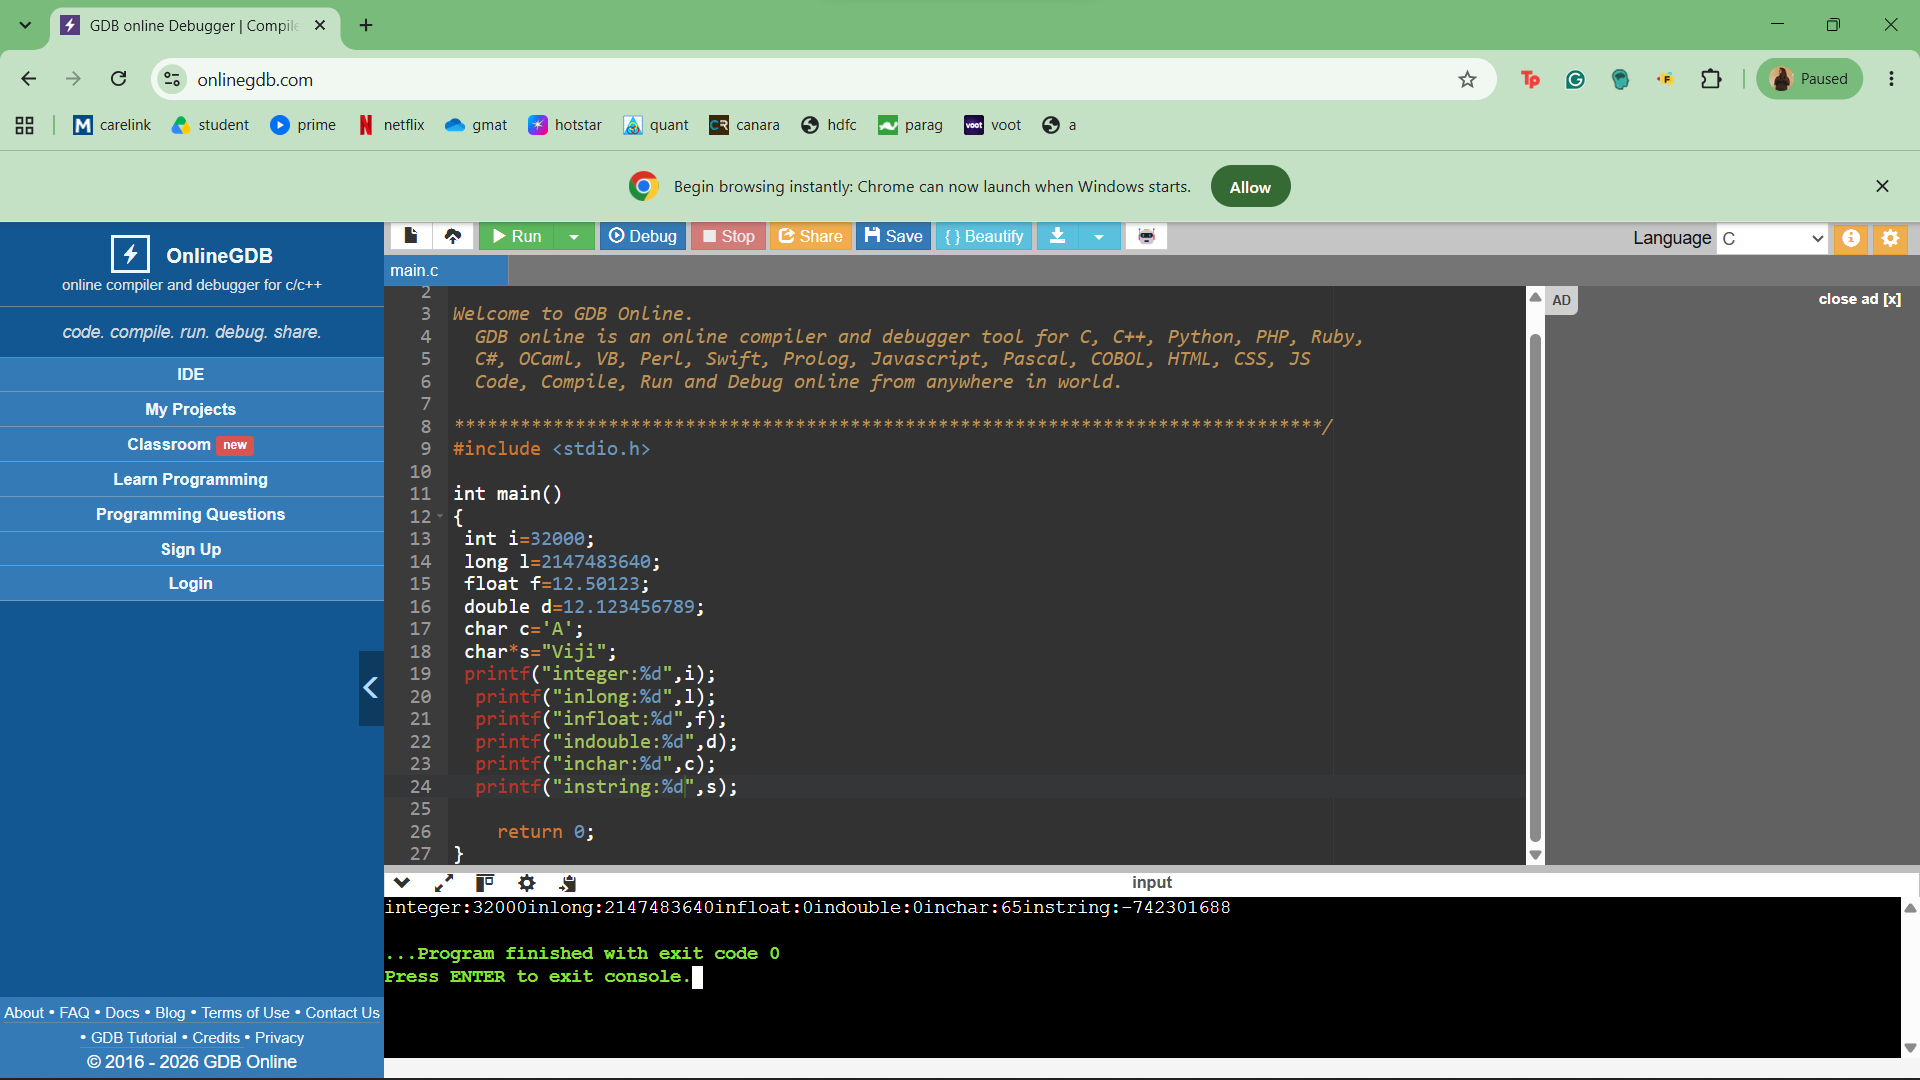 GDB online Debugger | Compile
onlinegdb.com
Paused
carelink student prime netflix gmat hotstar quant canara hdfc parag voot a
Begin browsing instantly: Chrome can now launch when Windows starts. Allow
OnlineGDB
online compiler and debugger for c/c++
code. compile. run. debug. share.
IDE
My Projects
Classroom new
Learn Programming
Programming Questions
Sign Up
Login
About • FAQ • Docs • Blog • Terms of Use • Contact Us
• GDB Tutorial • Credits • Privacy
© 2016 - 2026 GDB Online
Run Debug Stop Share Save { } Beautify Language C
main.c
AD close ad [x]
2
3 Welcome to GDB Online.
4 GDB online is an online compiler and debugger tool for C, C++, Python, PHP, Ruby,
5 C#, OCaml, VB, Perl, Swift, Prolog, Javascript, Pascal, COBOL, HTML, CSS, JS
6 Code, Compile, Run and Debug online from anywhere in world.
7
8 *******************************************************************************/
9 #include <stdio.h>
10
11 int main()
12 {
13 int i=32000;
14 long l=2147483640;
15 float f=12.50123;
16 double d=12.123456789;
17 char c='A';
18 char*s="Viji";
19 printf("integer:%d",i);
20 printf("inlong:%d",l);
21 printf("infloat:%d",f);
22 printf("indouble:%d",d);
23 printf("inchar:%d",c);
24 printf("instring:%d",s);
25
26 return 0;
27 }
input
integer:32000inlong:2147483640infloat:0indouble:0inchar:65instring:-742301688
...Program finished with exit code 0
Press ENTER to exit console.